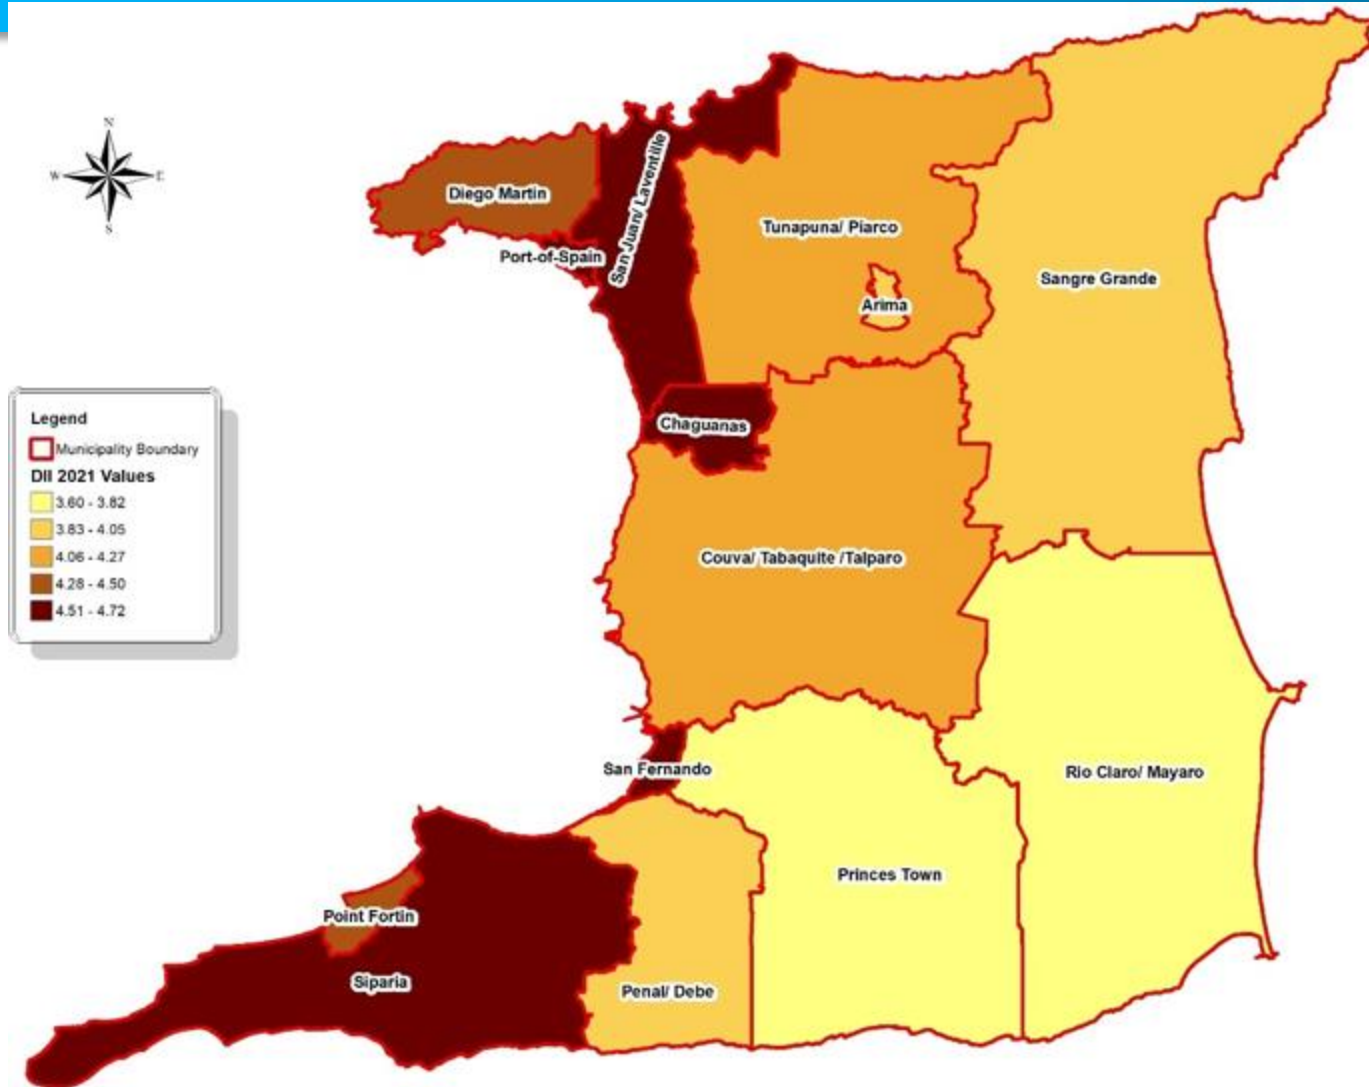 N
W
E
S
Diego Martin
San Juan/ Laventille
Port-of-Spain
Tunapuna/ Piarco
Sangre Grande
Arima
Legend
Municipality Boundary
DII 2021 Values
3.60 - 3.82
3.83 - 4.05
4.06 - 4.27
4.28 - 4.50
4.51 - 4.72
Chaguanas
Couva/ Tabaquite /Talparo
San Fernando
Rio Claro/ Mayaro
Princes Town
Point Fortin
Siparia
Penal/ Debe